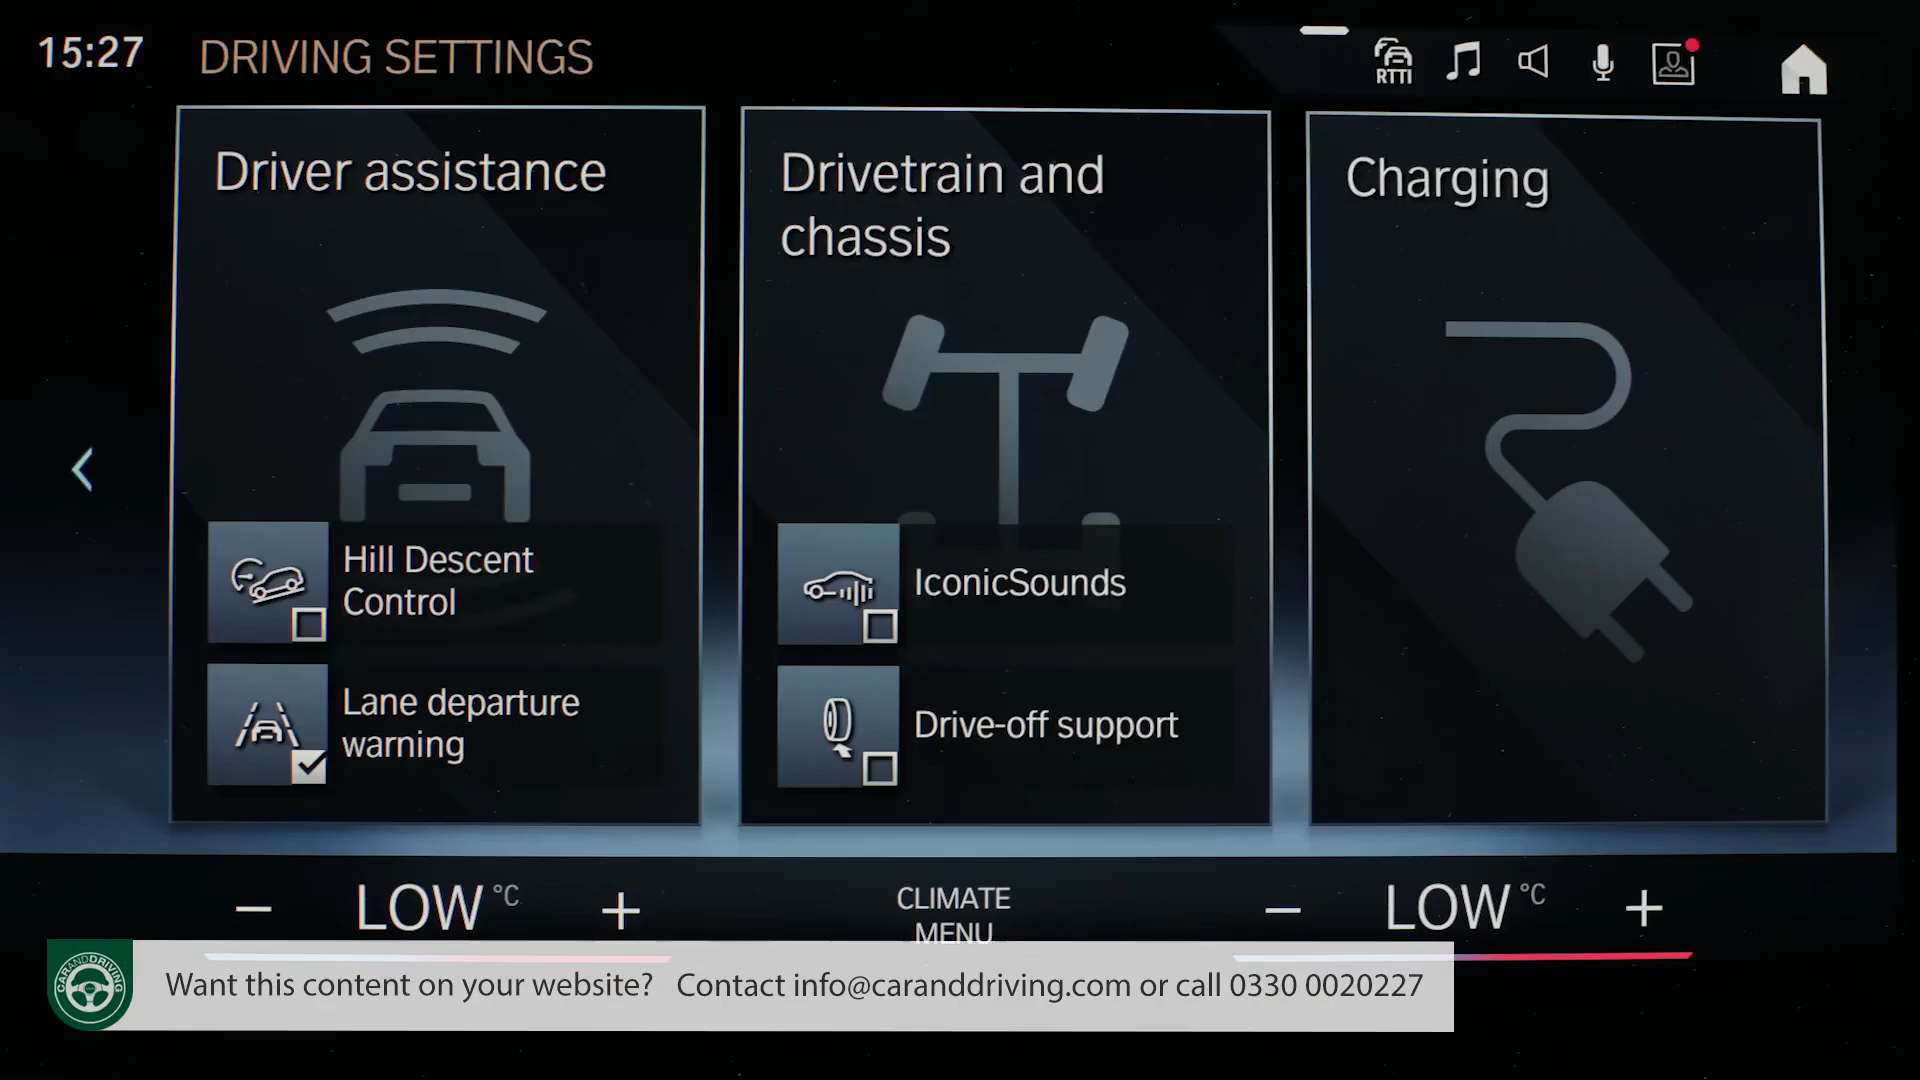 15:27
DRIVING SETTINGS
RTTI
Driver assistance
Drivetrain and
chassis
Charging
Hill Descent
Control
Lane departure
warning
IconicSounds
Drive-off support
LOW °C
CLIMATE
MENU
LOW °C
CARANDDRIVING
Want this content on your website? Contact info@caranddriving.com or call 0330 0020227